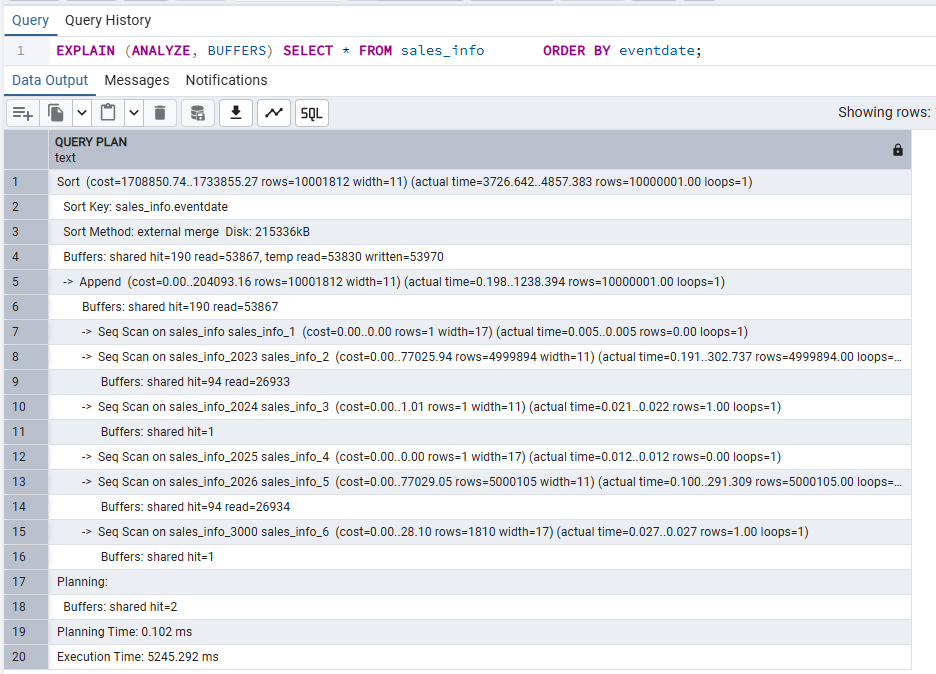 Query Query History
1 EXPLAIN (ANALYZE, BUFFERS) SELECT * FROM sales_info ORDER BY eventdate;
Data Output Messages Notifications
SQL Showing rows:
QUERY PLAN
text
1 Sort (cost=1708850.74..1733855.27 rows=10001812 width=11) (actual time=3726.642..4857.383 rows=10000001.00 loops=1)
2 Sort Key: sales_info.eventdate
3 Sort Method: external merge Disk: 215336kB
4 Buffers: shared hit=190 read=53867, temp read=53830 written=53970
5 -> Append (cost=0.00..204093.16 rows=10001812 width=11) (actual time=0.198..1238.394 rows=10000001.00 loops=1)
6 Buffers: shared hit=190 read=53867
7 -> Seq Scan on sales_info sales_info_1 (cost=0.00..0.00 rows=1 width=17) (actual time=0.005..0.005 rows=0.00 loops=1)
8 -> Seq Scan on sales_info_2023 sales_info_2 (cost=0.00..77025.94 rows=4999894 width=11) (actual time=0.191..302.737 rows=4999894.00 loops=...
9 Buffers: shared hit=94 read=26933
10 -> Seq Scan on sales_info_2024 sales_info_3 (cost=0.00..1.01 rows=1 width=11) (actual time=0.021..0.022 rows=1.00 loops=1)
11 Buffers: shared hit=1
12 -> Seq Scan on sales_info_2025 sales_info_4 (cost=0.00..0.00 rows=1 width=17) (actual time=0.012..0.012 rows=0.00 loops=1)
13 -> Seq Scan on sales_info_2026 sales_info_5 (cost=0.00..77029.05 rows=5000105 width=11) (actual time=0.100..291.309 rows=5000105.00 loops=...
14 Buffers: shared hit=94 read=26934
15 -> Seq Scan on sales_info_3000 sales_info_6 (cost=0.00..28.10 rows=1810 width=17) (actual time=0.027..0.027 rows=1.00 loops=1)
16 Buffers: shared hit=1
17 Planning:
18 Buffers: shared hit=2
19 Planning Time: 0.102 ms
20 Execution Time: 5245.292 ms